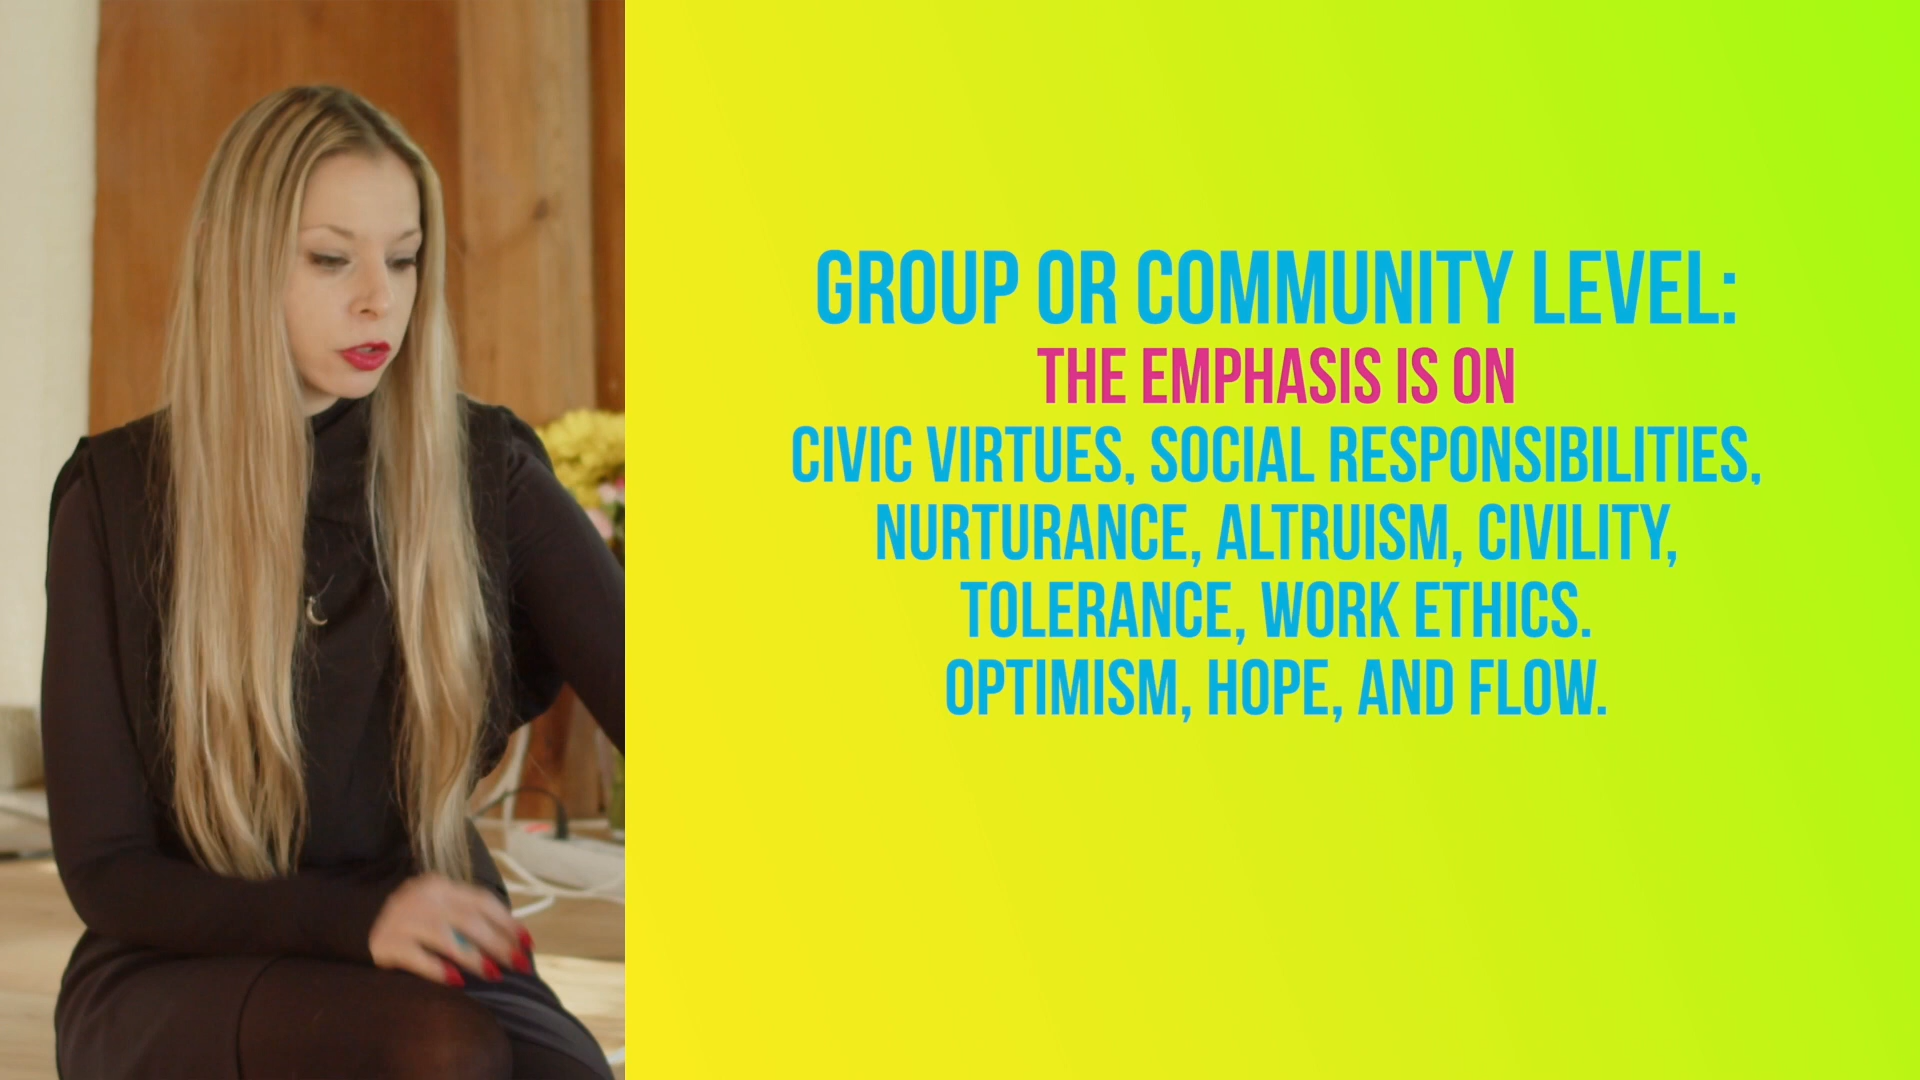 GROUP OR COMMUNITY LEVEL:
THE EMPHASIS IS ON
CIVIC VIRTUES, SOCIAL RESPONSIBILITIES,
NURTURANCE, ALTRUISM, CIVILITY,
TOLERANCE, WORK ETHICS.
OPTIMISM, HOPE, AND FLOW.